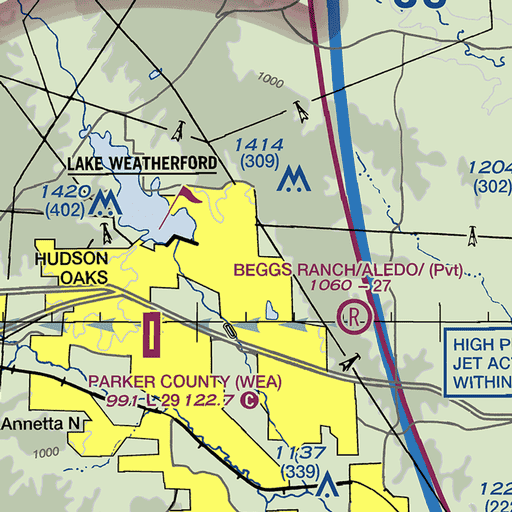 1000
1414
(309)
LAKE WEATHERFORD
1204
(302)
1420
(402)
HUDSON
OAKS
BEGGS RANCH/ALEDO/ (Pvt)
1060 - 27
R
HIGH P
JET ACT
WITHIN
PARKER COUNTY (WEA)
991 L 29 122.7 C
Annetta N
1000
1137
(339)
122
(222